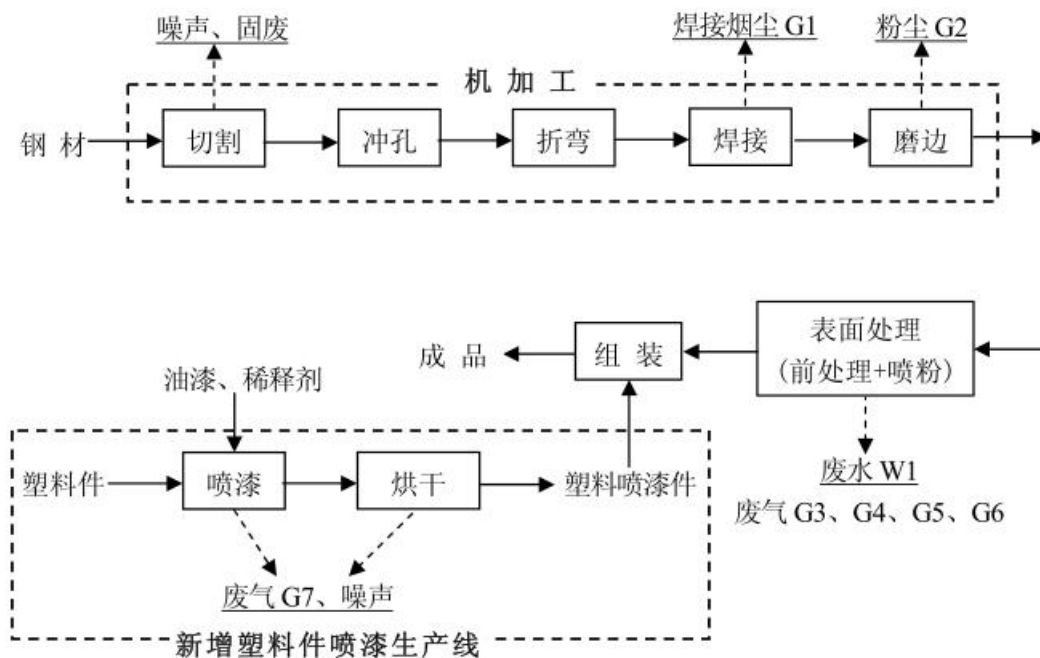 噪声、固废
焊接烟尘 G1
粉尘 G2
机 加 工
钢 材
切割
冲孔
折弯
焊接
磨边
表面处理
(前处理+喷粉)
组 装
成 品
油漆、稀释剂
塑料件
喷漆
烘干
塑料喷漆件
废水 W1
废气 G3、G4、G5、G6
废气 G7、噪声
新增塑料件喷漆生产线